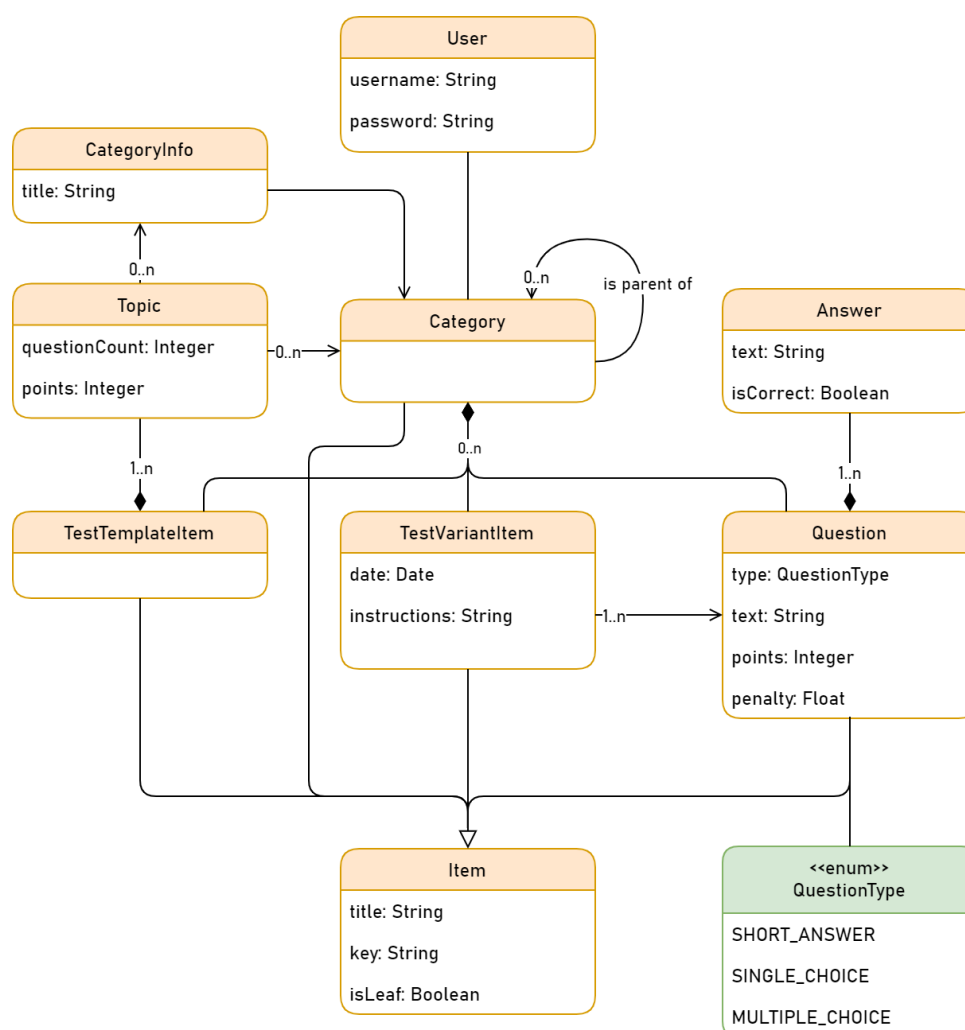 User
username: String
password: String
CategoryInfo
title: String
0..n
Topic
questionCount: Integer
points: Integer
0..n
Category
0..n
is parent of
Answer
text: String
isCorrect: Boolean
1..n
0..n
1..n
TestTemplateItem
TestVariantItem
date: Date
instructions: String
1..n
Question
type: QuestionType
text: String
points: Integer
penalty: Float
Item
title: String
key: String
isLeaf: Boolean
<<enum>>
QuestionType
SHORT_ANSWER
SINGLE_CHOICE
MULTIPLE_CHOICE